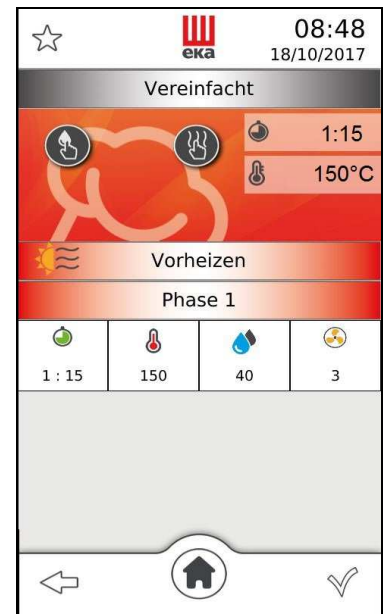 08:48
eka
18/10/2017
Vereinfacht
1:15
150°C
Vorheizen
Phase 1
1 : 15 150 40 3